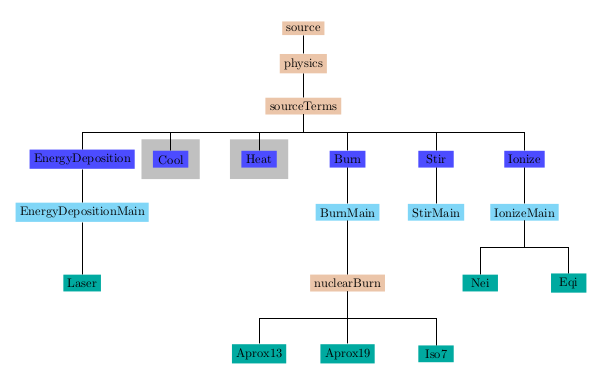 source
physics
sourceTerms
EnergyDeposition
Cool
Heat
Burn
Stir
Ionize
EnergyDepositionMain
BurnMain
StirMain
IonizeMain
Laser
nuclearBurn
Nei
Eqi
Aprox13
Aprox19
Iso7